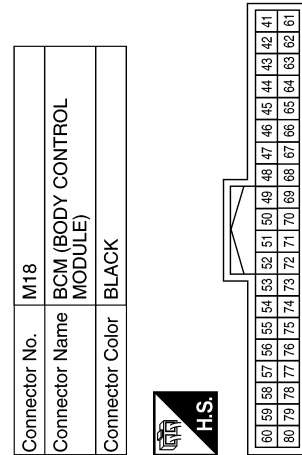 Connector No. M18
Connector Name BCM (BODY CONTROL
MODULE)
Connector Color BLACK
H.S.
60 59 58 57 56 55 54 53 52 51 50 49 48 47 46 45 44 43 42 41
80 79 78 77 76 75 74 73 72 71 70 69 68 67 66 65 64 63 62 61